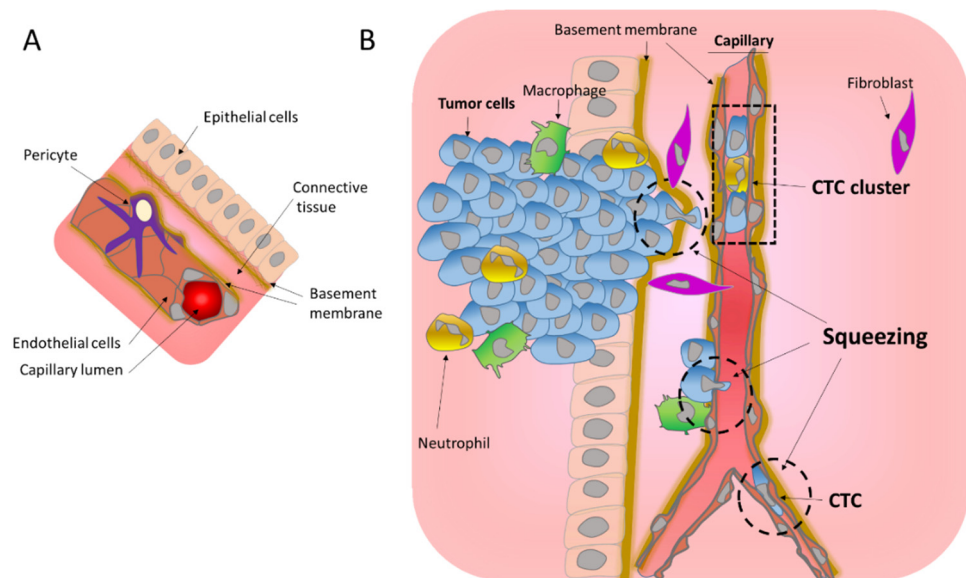 A
Epithelial cells
Pericyte
Connective
tissue
Basement
membrane
Endothelial cells
Capillary lumen
B
Basement membrane
Capillary
Macrophage
Tumor cells
Fibroblast
CTC cluster
Squeezing
Neutrophil
CTC